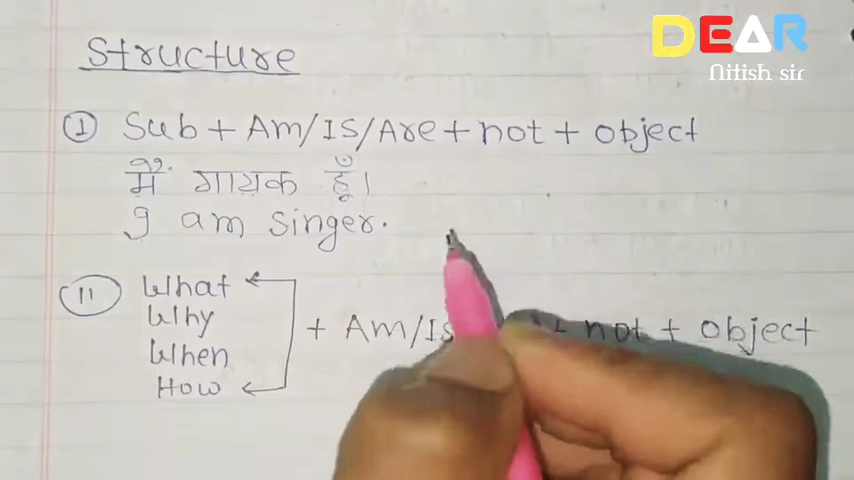 DEAR
Nitish sir
Structure
I Sub + Am/IS/Are + not + object
मैं गायक हूँ।
I am singer.
II What
Why
When
How
+ Am/Is + not + object